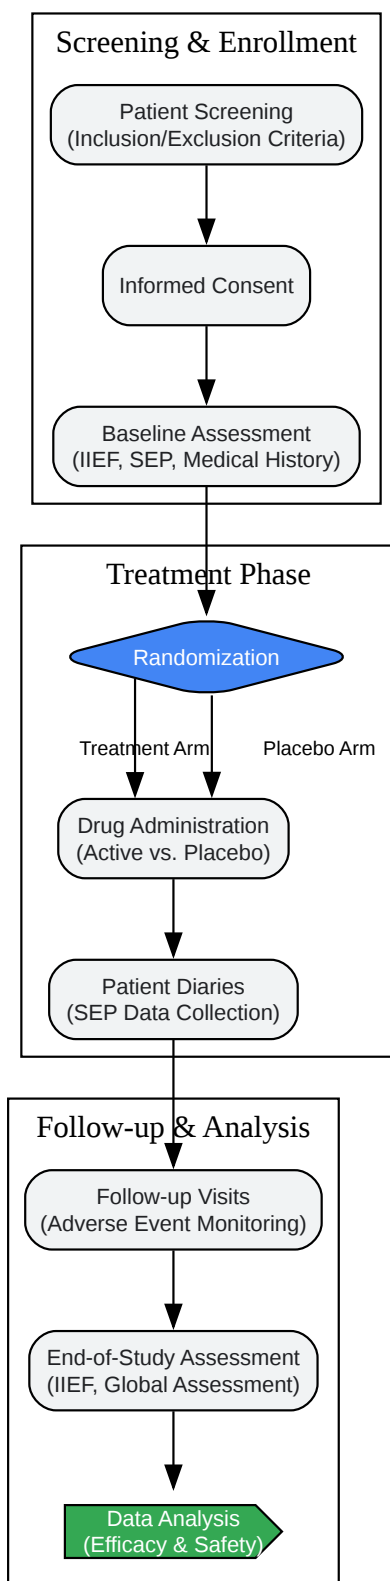 Screening & Enrollment
Patient Screening
(Inclusion/Exclusion Criteria)
Informed Consent
Baseline Assessment
(IIEF, SEP, Medical History)
Treatment Phase
Randomization
Treatment Arm
Placebo Arm
Drug Administration
(Active vs. Placebo)
Patient Diaries
(SEP Data Collection)
Follow-up & Analysis
Follow-up Visits
(Adverse Event Monitoring)
End-of-Study Assessment
(IIEF, Global Assessment)
Data Analysis
(Efficacy & Safety)